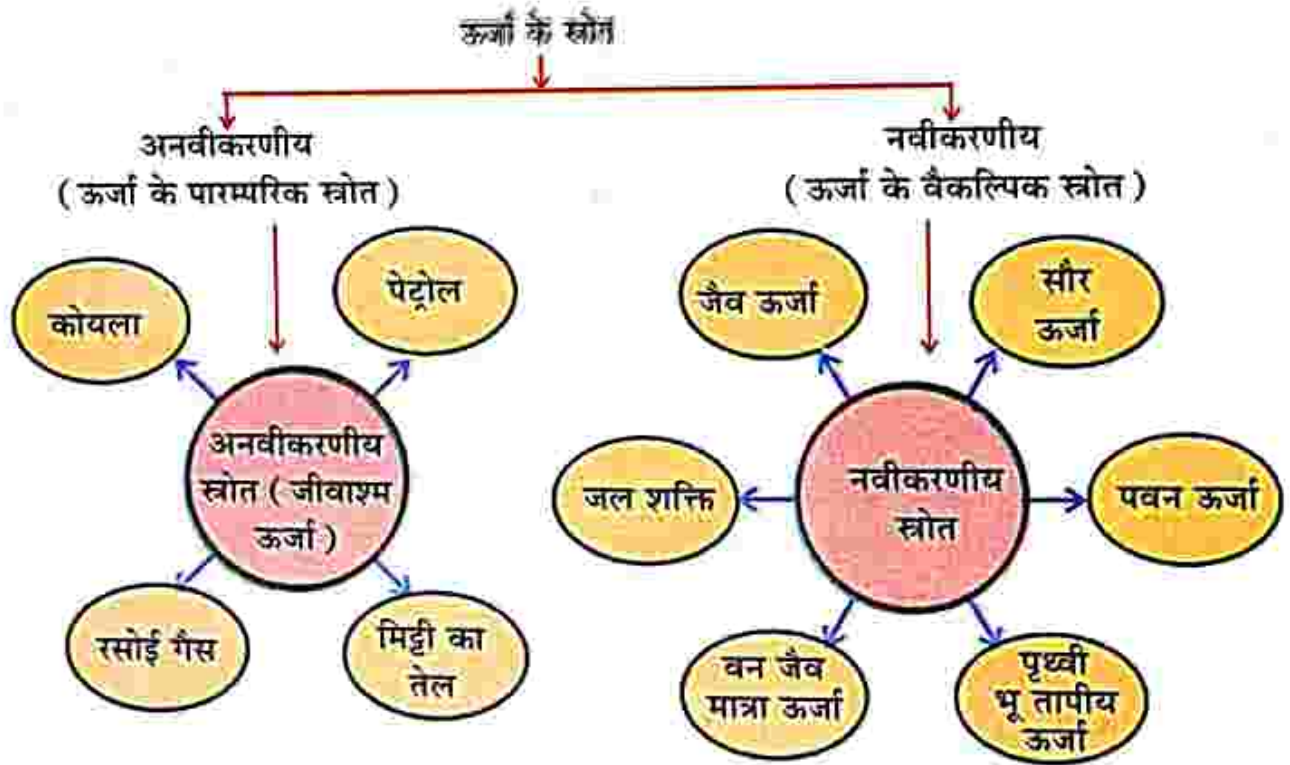 ऊर्जा के स्रोत
अनवीकरणीय
(ऊर्जा के पारम्परिक स्त्रोत)
नवीकरणीय
(ऊर्जा के वैकल्पिक स्त्रोत)
कोयला
पेट्रोल
अनवीकरणीय
स्त्रोत (जीवाश्म
ऊर्जा)
रसोई गैस
मिट्टी का
तेल
जैव ऊर्जा
सौर
ऊर्जा
जल शक्ति
नवीकरणीय
स्त्रोत
पवन ऊर्जा
वन जैव
मात्रा ऊर्जा
पृथ्वी
भू तापीय
ऊर्जा